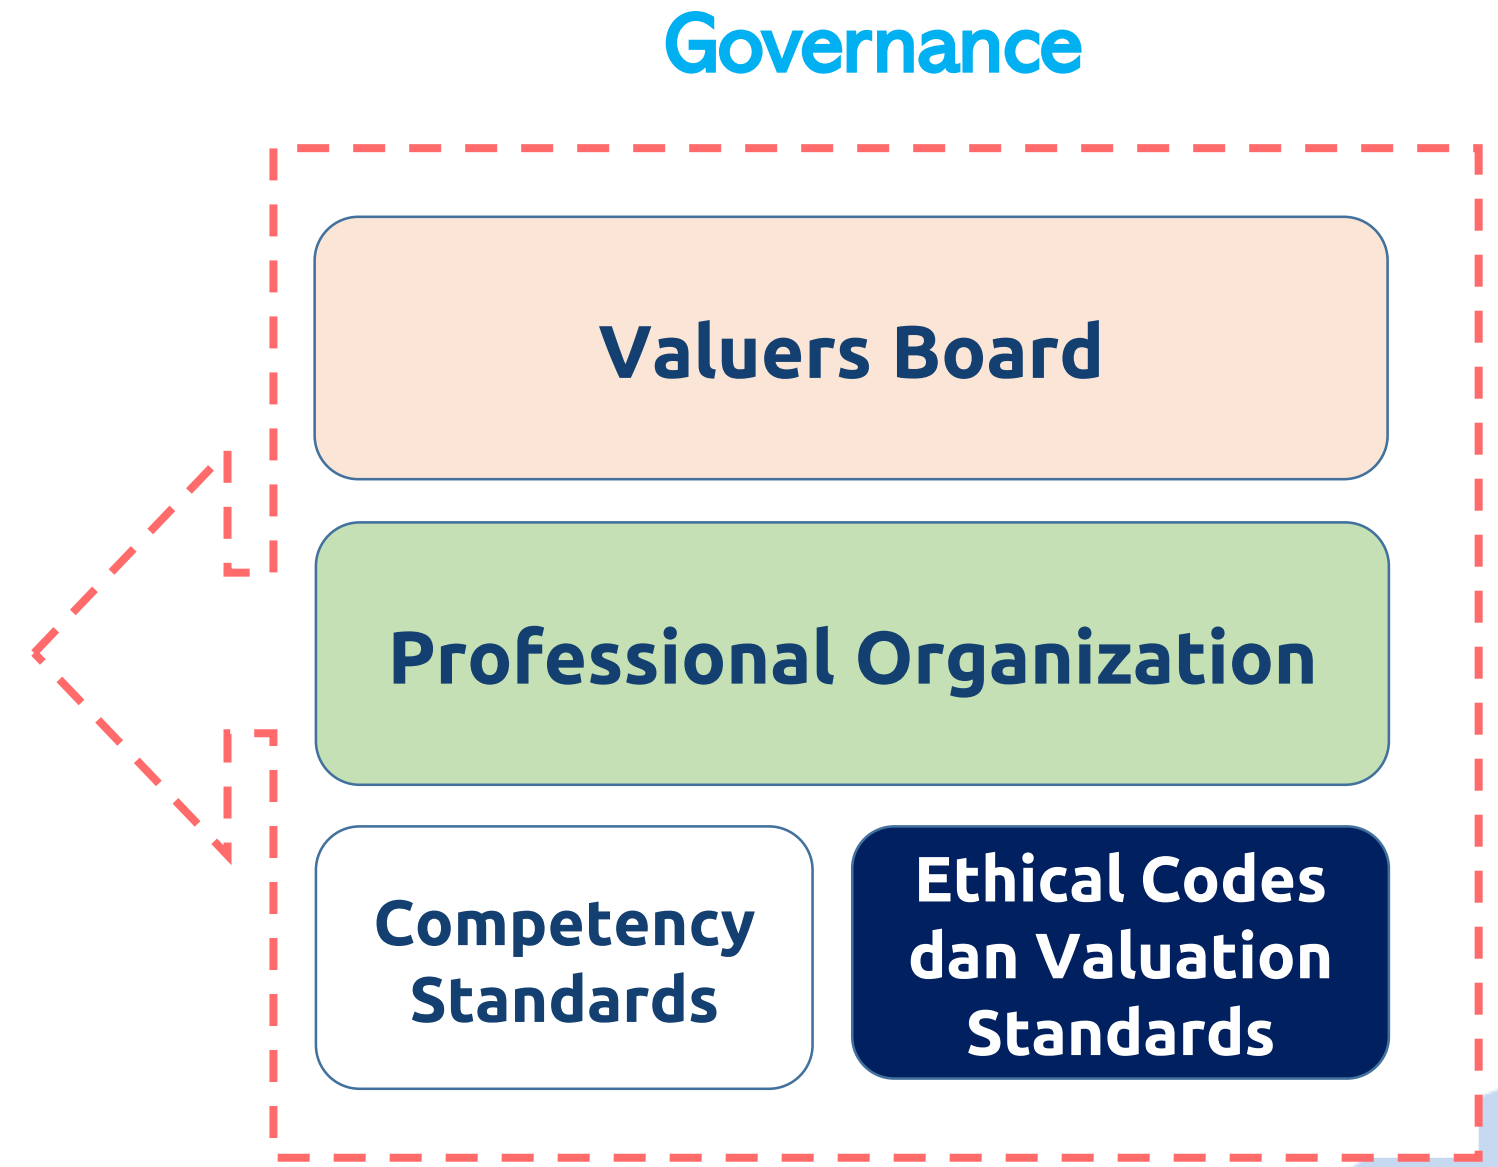 Governance
Valuers Board
Professional Organization
Competency
Standards
Ethical Codes
dan Valuation
Standards